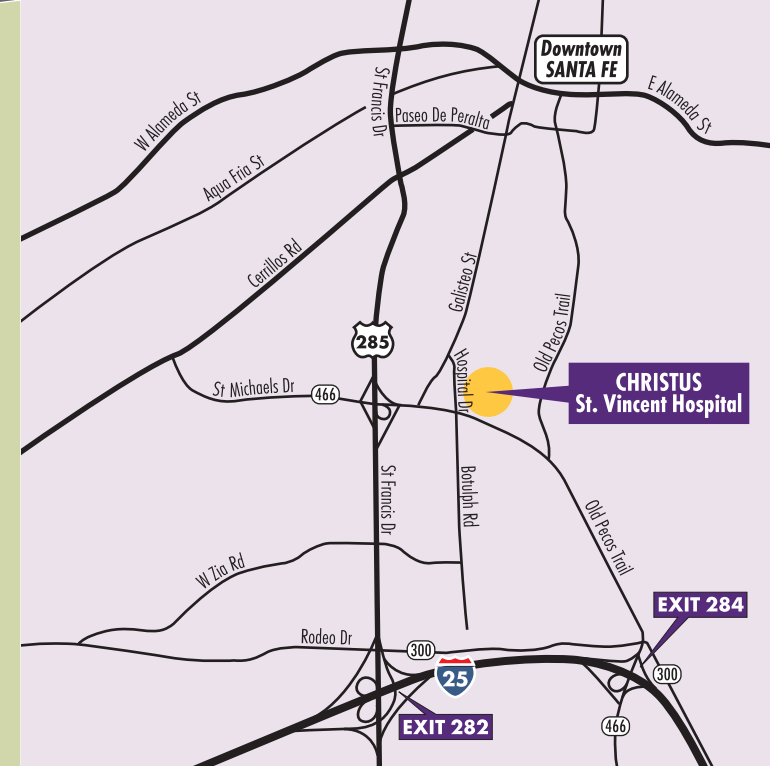 Downtown
SANTA FE
E Alameda St
St Francis Dr
W Alameda St
Paseo De Peralta
Aqua Fria St
Cerrillos Rd
Galisteo St
Old Pecos Trail
285
Hospital Dr
CHRISTUS
St. Vincent Hospital
St Michaels Dr
466
St Francis Dr
Botulph Rd
Old Pecos Trail
W Zia Rd
EXIT 284
Rodeo Dr
300
25
300
EXIT 282
466